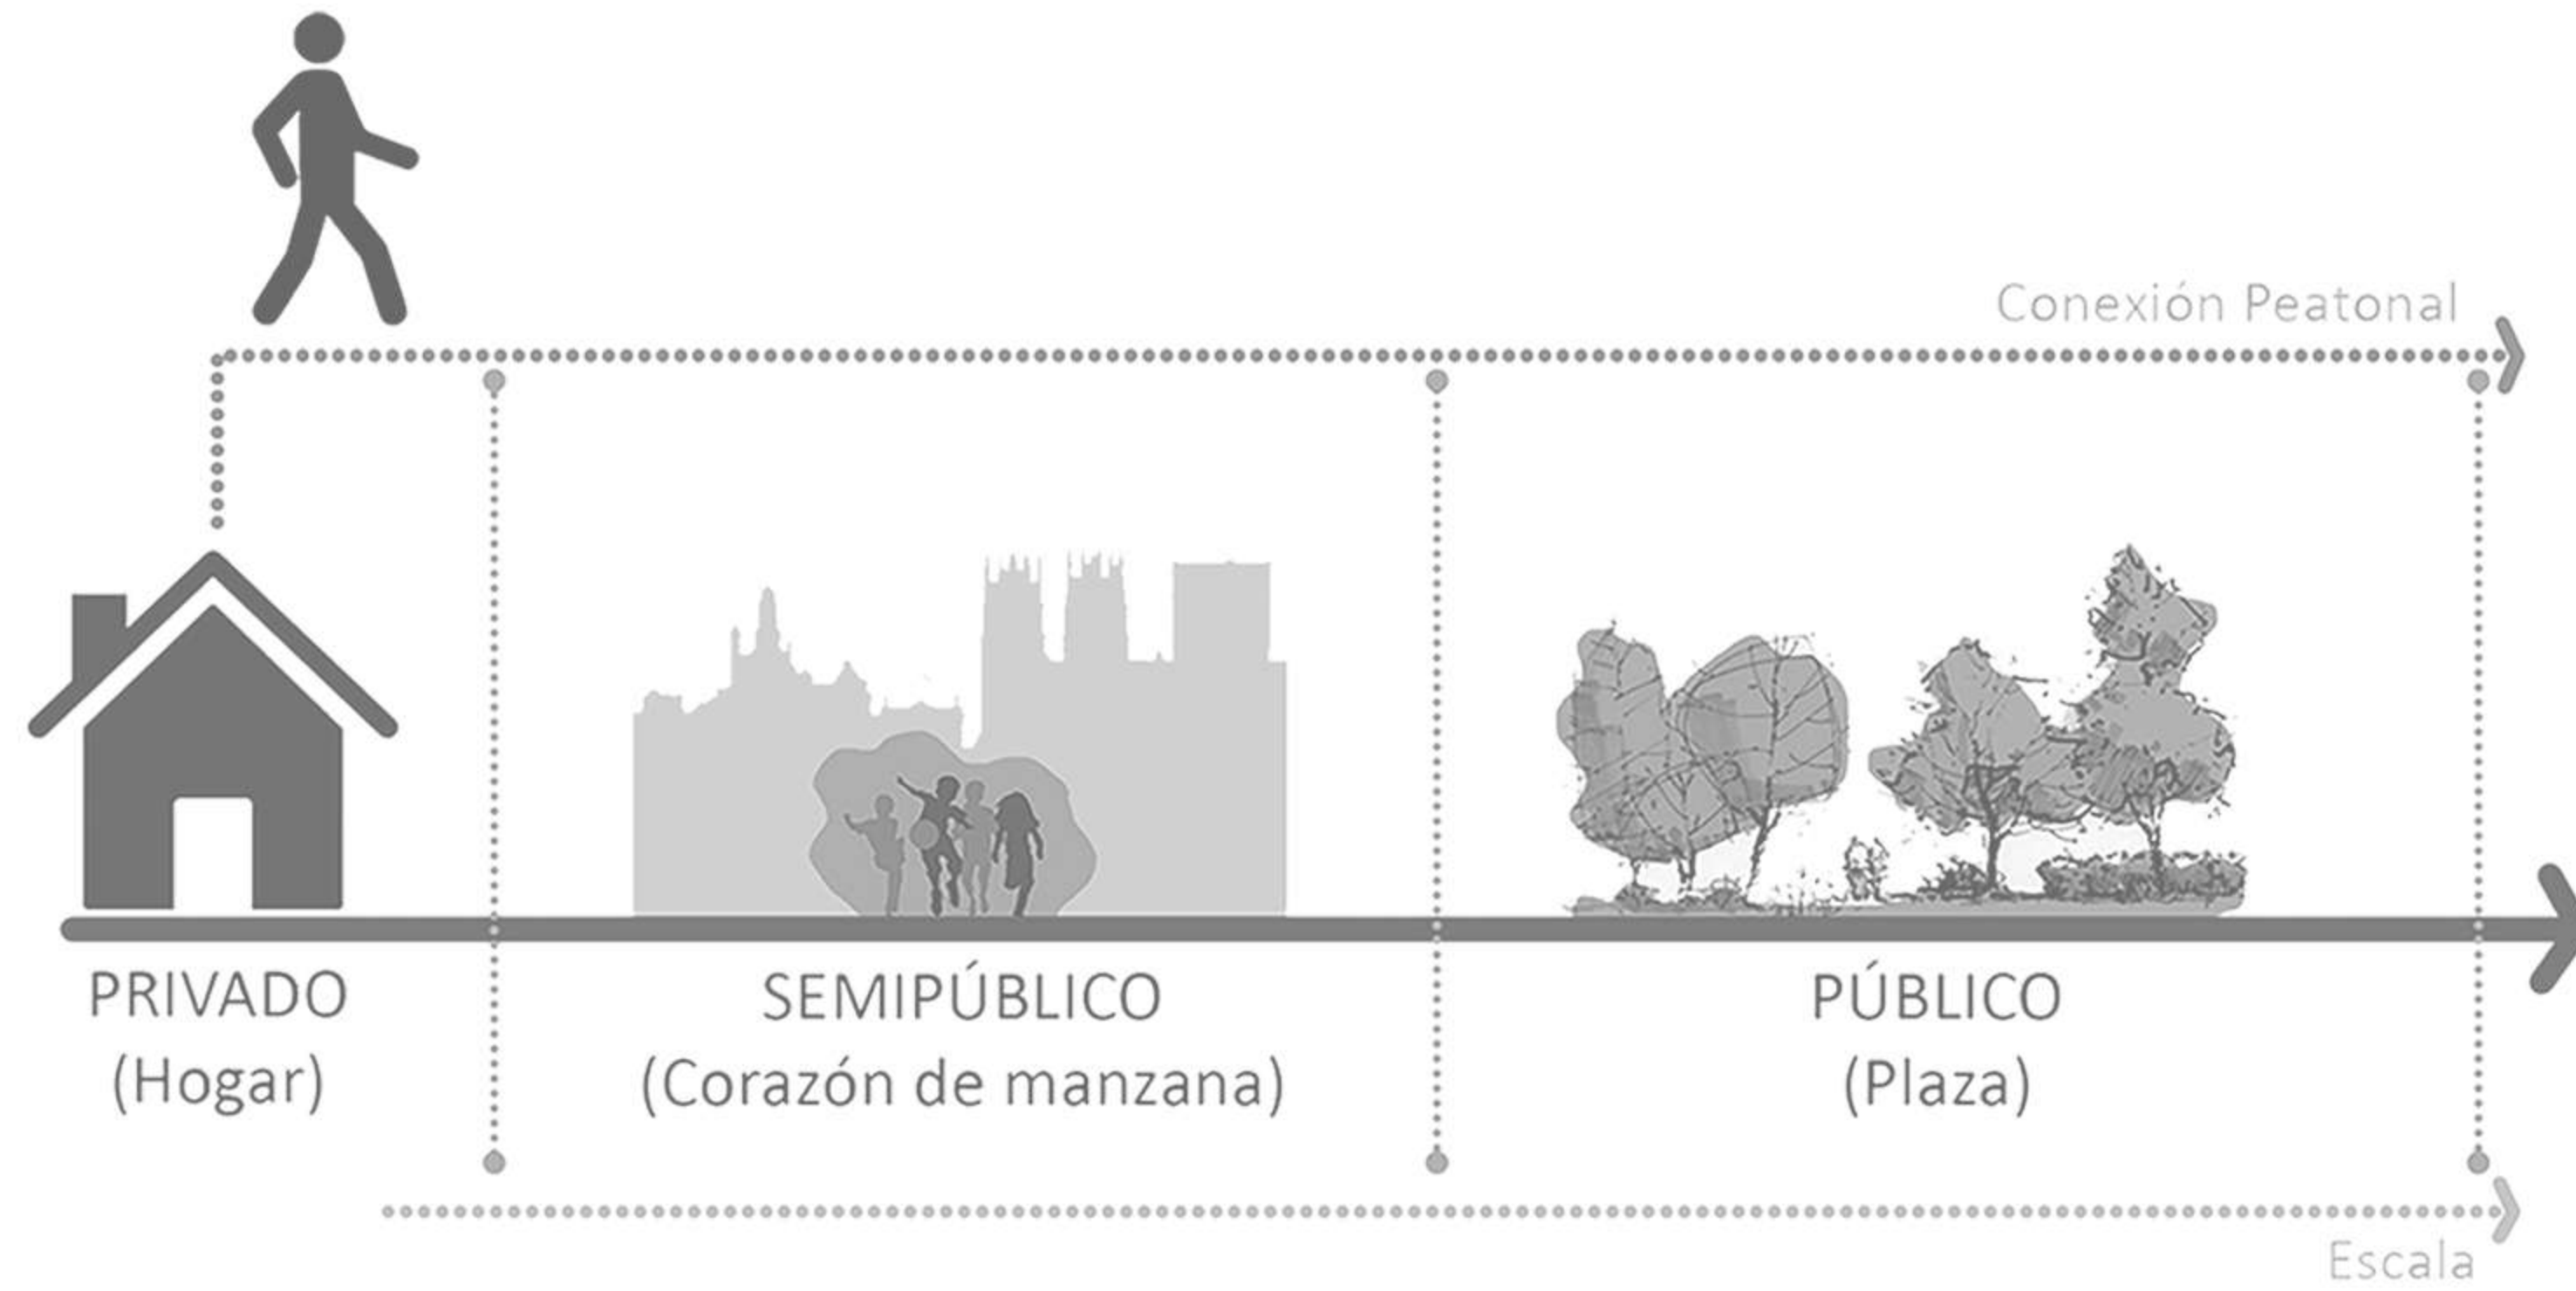 Conexión Peatonal
PRIVADO
(Hogar)
SEMIPÚBLICO
(Corazón de manzana)
PÚBLICO
(Plaza)
Escala